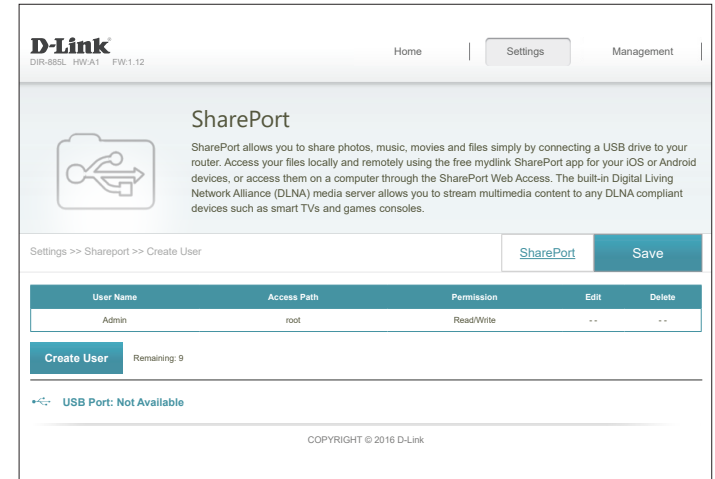 D-Link®
DIR-885L HW:A1 FW:1.12
Home
Settings
Management
SharePort
SharePort allows you to share photos, music, movies and files simply by connecting a USB drive to your
router. Access your files locally and remotely using the free mydlink SharePort app for your iOS or Android
devices, or access them on a computer through the SharePort Web Access. The built-in Digital Living
Network Alliance (DLNA) media server allows you to stream multimedia content to any DLNA compliant
devices such as smart TVs and games consoles.
Settings >> Shareport >> Create User
SharePort
Save
User Name Access Path Permission Edit Delete
Admin root Read/Write - - - -
Create User Remaining: 9
USB Port: Not Available
COPYRIGHT © 2016 D-Link